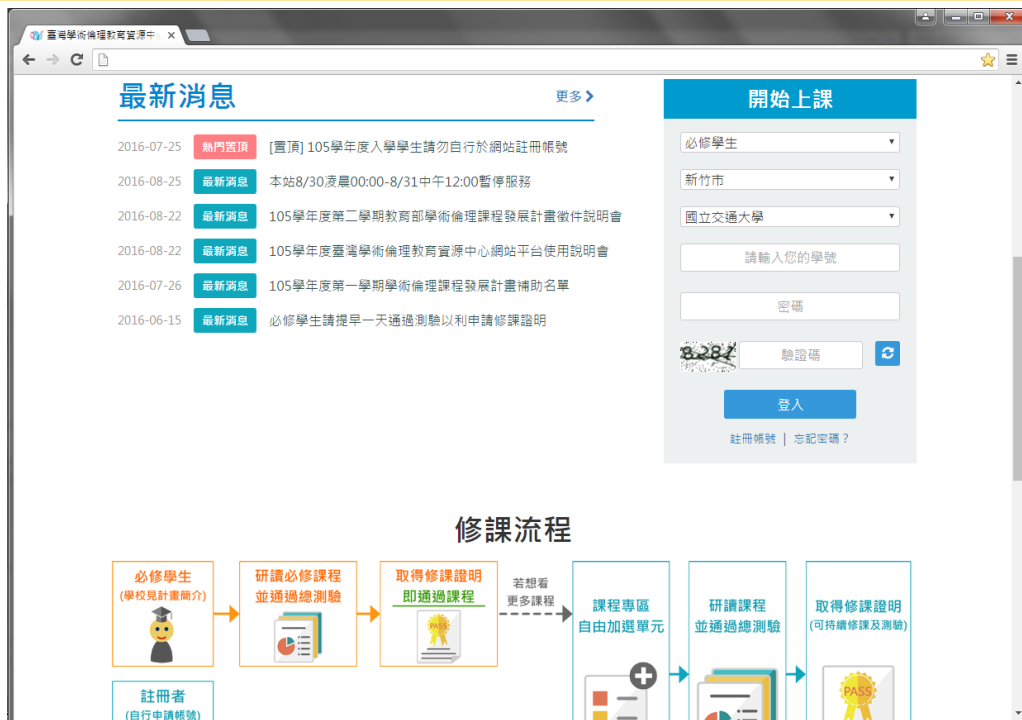 臺灣學術倫理教育資源中
最新消息
更多
2016-07-25 熱門置頂 [置頂] 105學年度入學學生請勿自行於網站註冊帳號
2016-08-25 最新消息 本站8/30凌晨00:00-8/31中午12:00暫停服務
2016-08-22 最新消息 105學年度第二學期教育部學術倫理課程發展計畫徵件說明會
2016-08-22 最新消息 105學年度臺灣學術倫理教育資源中心網站平台使用說明會
2016-07-26 最新消息 105學年度第一學期學術倫理課程發展計畫補助名單
2016-06-15 最新消息 必修學生請提早一天通過測驗以利申請修課證明
開始上課
必修學生
新竹市
國立交通大學
請輸入您的學號
密碼
8281 驗證碼
登入
註冊帳號 | 忘記密碼？
修課流程
必修學生
(學校見計畫簡介)
研讀必修課程
並通過總測驗
取得修課證明
即通過課程
PASS
若想看
更多課程
課程專區
自由加選單元
研讀課程
並通過總測驗
取得修課證明
(可持續修課及測驗)
PASS
註冊者
(自行申請帳號)